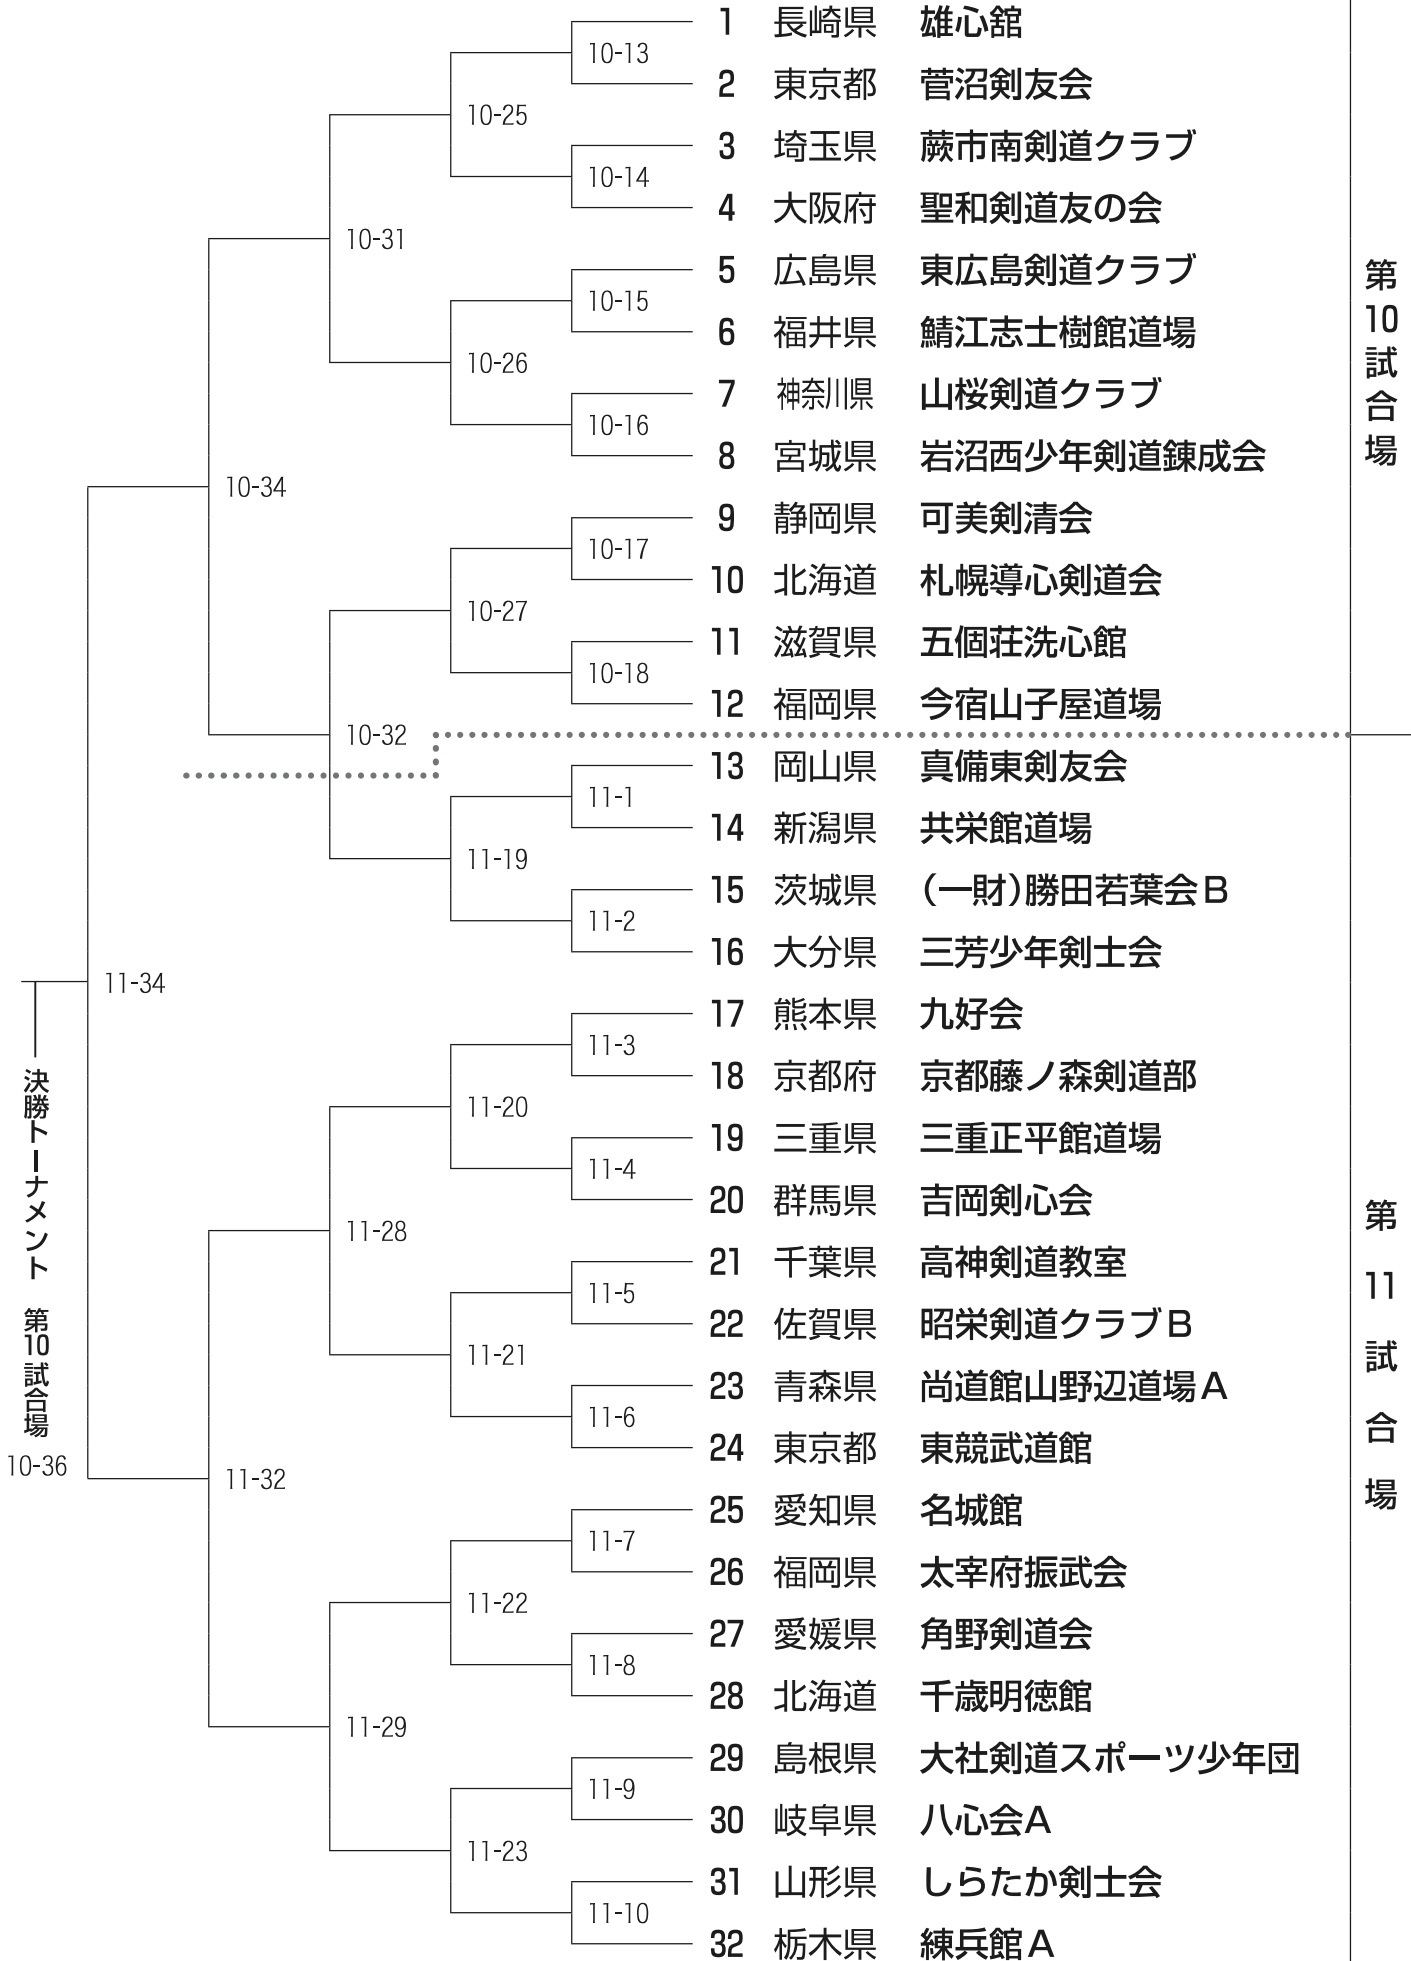 1 長崎県 雄心舘
10-13
2 東京都 菅沼剣友会
10-25
3 埼玉県 蕨市南剣道クラブ
10-14
4 大阪府 聖和剣道友の会
10-31
5 広島県 東広島剣道クラブ
10-15
6 福井県 鯖江志士樹館道場
10-26
7 神奈川県 山桜剣道クラブ
10-16
8 宮城県 岩沼西少年剣道錬成会
10-34
9 静岡県 可美剣清会
10-17
10 北海道 札幌導心剣道会
10-27
11 滋賀県 五個荘洗心館
10-18
12 福岡県 今宿山子屋道場
10-32
第10試合場
13 岡山県 真備東剣友会
11-1
14 新潟県 共栄館道場
11-19
15 茨城県 (一財)勝田若葉会B
11-2
16 大分県 三芳少年剣士会
11-34
17 熊本県 九好会
11-3
18 京都府 京都藤ノ森剣道部
11-20
19 三重県 三重正平館道場
11-4
20 群馬県 吉岡剣心会
11-28
21 千葉県 高神剣道教室
11-5
22 佐賀県 昭栄剣道クラブB
11-21
23 青森県 尚道館山野辺道場A
11-6
24 東京都 東競武道館
11-32
25 愛知県 名城館
11-7
26 福岡県 太宰府振武会
11-22
27 愛媛県 角野剣道会
11-8
28 北海道 千歳明徳館
11-29
29 島根県 大社剣道スポーツ少年団
11-9
30 岐阜県 八心会A
11-23
31 山形県 しらたか剣士会
11-10
32 栃木県 練兵館A
第11試合場
決勝トーナメント 第10試合場
10-36